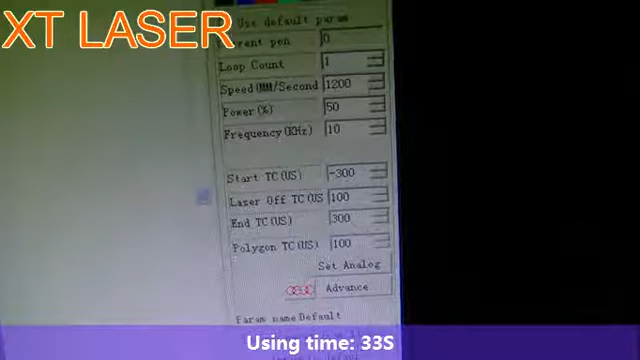 XT LASER
Use default param
rent pen 0
Loop Count 1
Speed(MM/Second 1200
Power(%) 50
Frequency(KHz) 10
Start TC(US) -300
Laser Off TC(US 100
End TC(US) 300
Polygon TC(US) 100
Set Analog
Advance
Param name Default
Using time: 33S